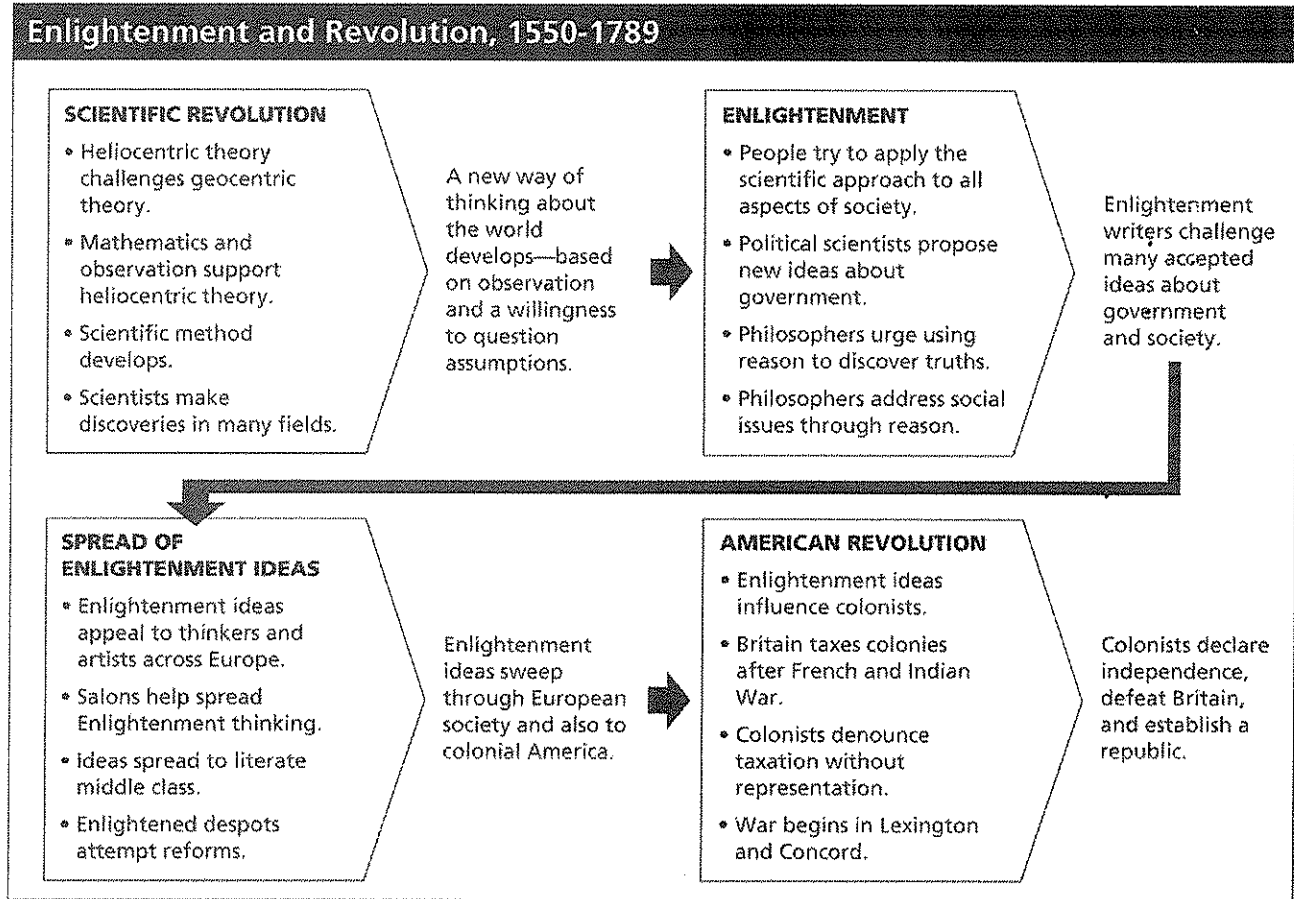 Enlightenment and Revolution, 1550-1789
SCIENTIFIC REVOLUTION
• Heliocentric theory
challenges geocentric
theory.
• Mathematics and
observation support
heliocentric theory.
• Scientific method
develops.
• Scientists make
discoveries in many fields.
A new way of
thinking about
the world
develops—based
on observation
and a willingness
to question
assumptions.
ENLIGHTENMENT
• People try to apply the
scientific approach to all
aspects of society.
• Political scientists propose
new ideas about
government.
• Philosophers urge using
reason to discover truths.
• Philosophers address social
issues through reason.
Enlightenment
writers challenge
many accepted
ideas about
government
and society.
SPREAD OF
ENLIGHTENMENT IDEAS
• Enlightenment ideas
appeal to thinkers and
artists across Europe.
• Salons help spread
Enlightenment thinking.
• Ideas spread to literate
middle class.
• Enlightened despots
attempt reforms.
Enlightenment
ideas sweep
through European
society and also to
colonial America.
AMERICAN REVOLUTION
• Enlightenment ideas
influence colonists.
• Britain taxes colonies
after French and Indian
War.
• Colonists denounce
taxation without
representation.
• War begins in Lexington
and Concord.
Colonists declare
independence,
defeat Britain,
and establish a
republic.